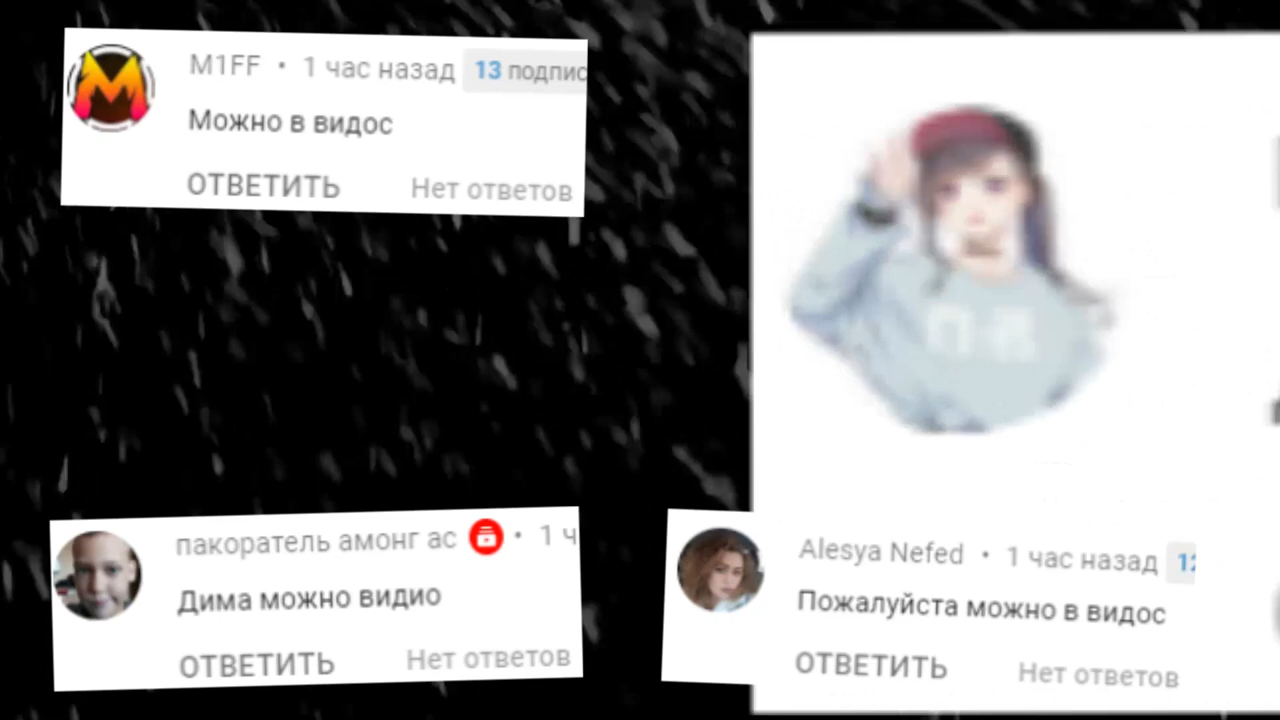 M1FF • 1 час назад 13 подпис
Можно в видос
ОТВЕТИТЬ Нет ответов
пакоратель амонг ас • 1 ч
Дима можно видио
ОТВЕТИТЬ Нет ответов
Alesya Nefed • 1 час назад 12
Пожалуйста можно в видос
ОТВЕТИТЬ Нет ответов